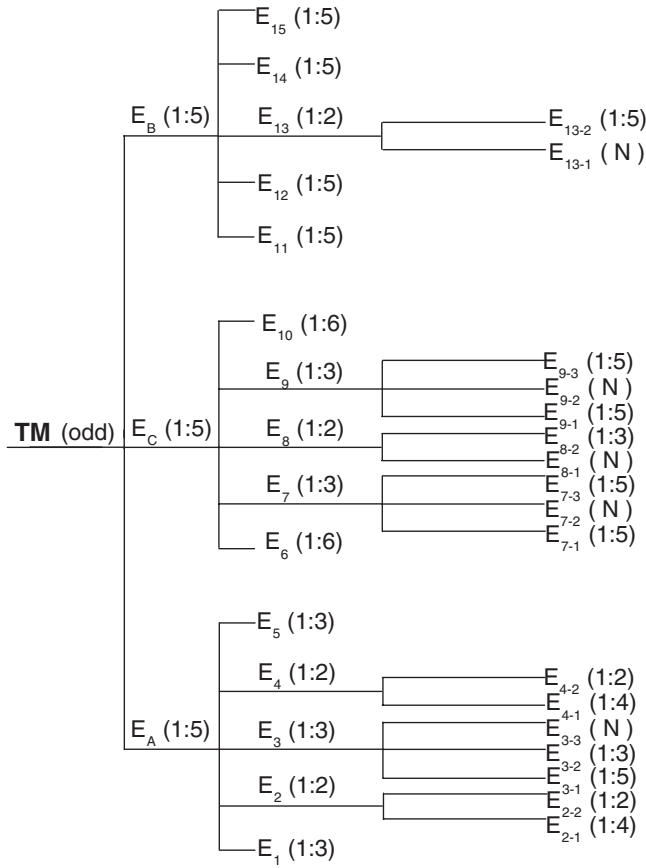 E15 (1:5)
E14 (1:5)
EB (1:5) E13 (1:2) E13-2 (1:5)
E13-1 ( N )
E12 (1:5)
E11 (1:5)
E10 (1:6)
E9 (1:3) E9-3 (1:5)
E9-2 ( N )
E9-1 (1:5)
TM (odd) EC (1:5) E8 (1:2) E8-2 (1:3)
E8-1 ( N )
E7 (1:3) E7-3 (1:5)
E7-2 ( N )
E7-1 (1:5)
E6 (1:6)
E5 (1:3)
E4 (1:2) E4-2 (1:2)
E4-1 (1:4)
EA (1:5) E3 (1:3) E3-3 ( N )
E3-2 (1:3)
E3-1 (1:5)
E2 (1:2) E2-2 (1:2)
E2-1 (1:4)
E1 (1:3)